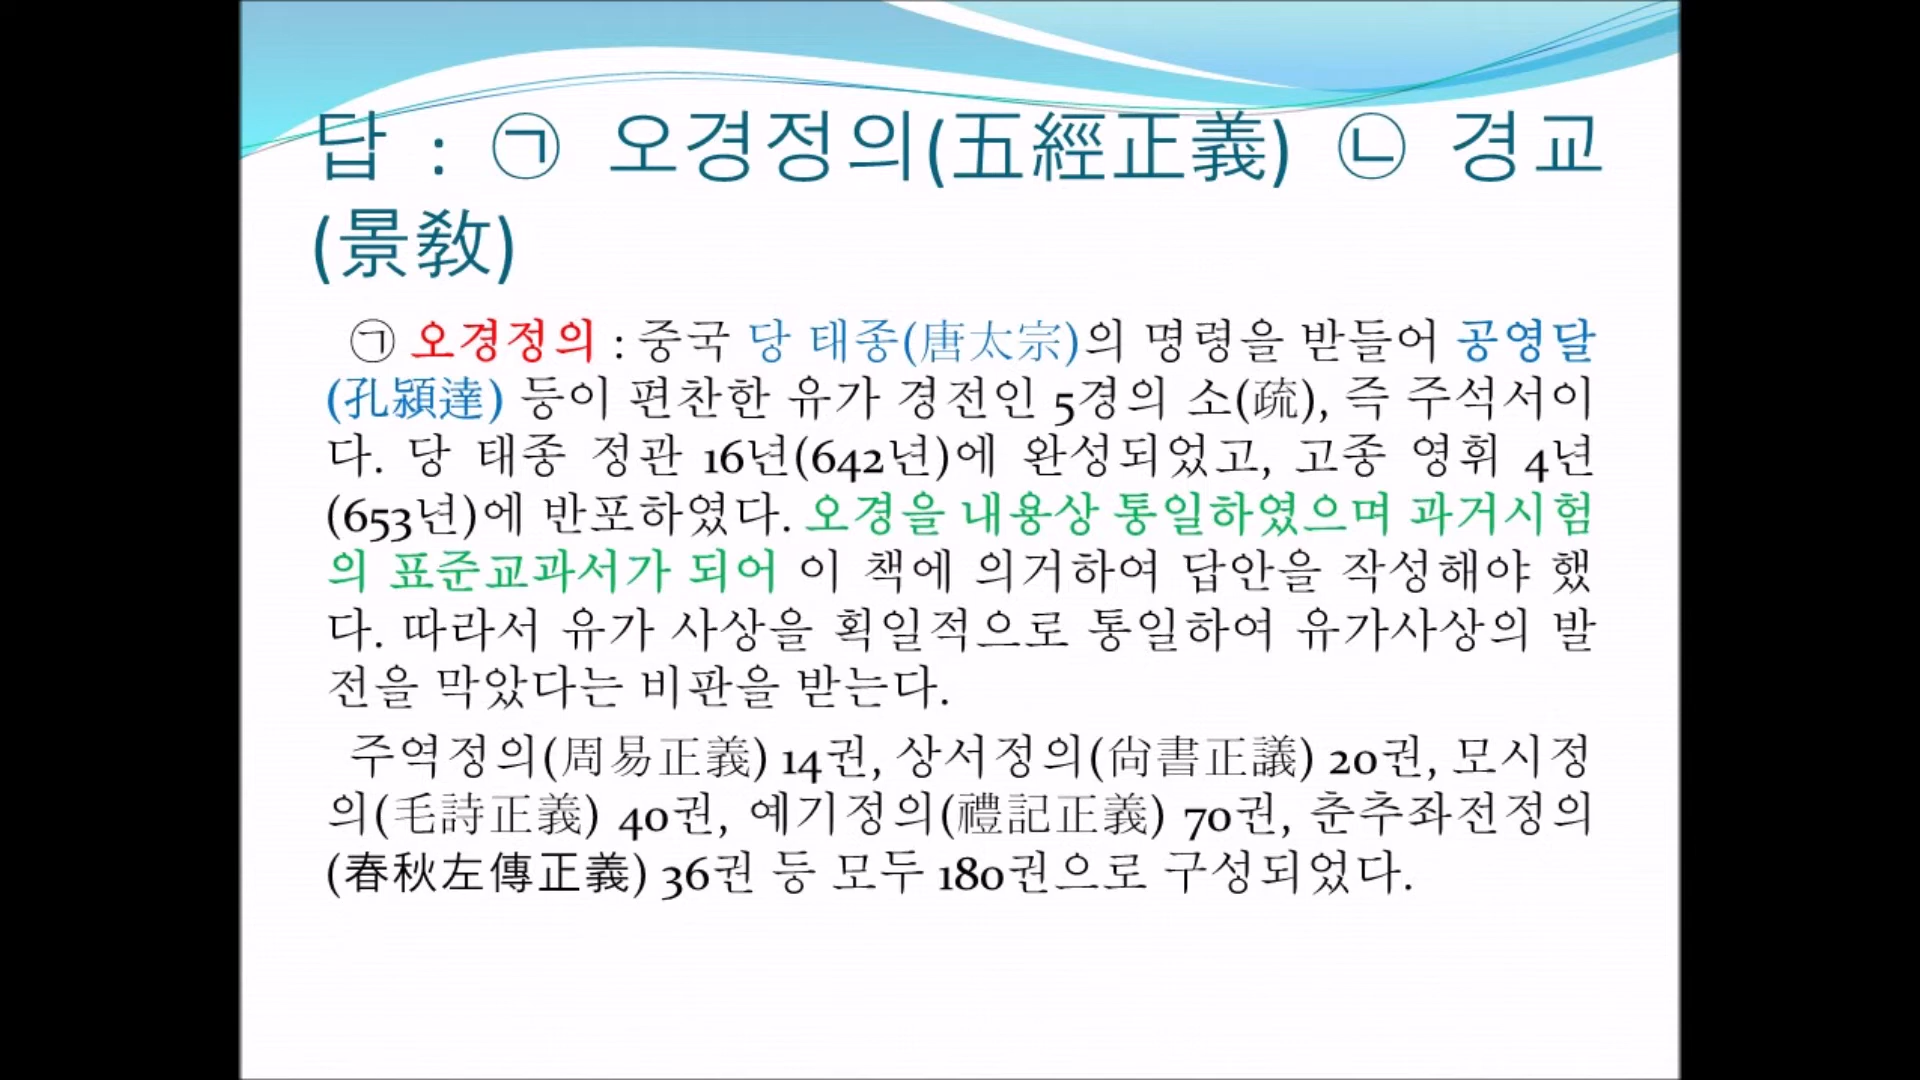 답 : ㉠ 오경정의(五經正義) ㉡ 경교
(景敎)
㉠ 오경정의 : 중국 당 태종(唐太宗)의 명령을 받들어 공영달
(孔潁達) 등이 편찬한 유가 경전인 5경의 소(疏), 즉 주석서이
다. 당 태종 정관 16년(642년)에 완성되었고, 고종 영휘 4년
(653년)에 반포하였다. 오경을 내용상 통일하였으며 과거시험
의 표준교과서가 되어 이 책에 의거하여 답안을 작성해야 했
다. 따라서 유가 사상을 획일적으로 통일하여 유가사상의 발
전을 막았다는 비판을 받는다.
주역정의(周易正義) 14권, 상서정의(尙書正議) 20권, 모시정
의(毛詩正義) 40권, 예기정의(禮記正義) 70권, 춘추좌전정의
(春秋左傳正義) 36권 등 모두 180권으로 구성되었다.